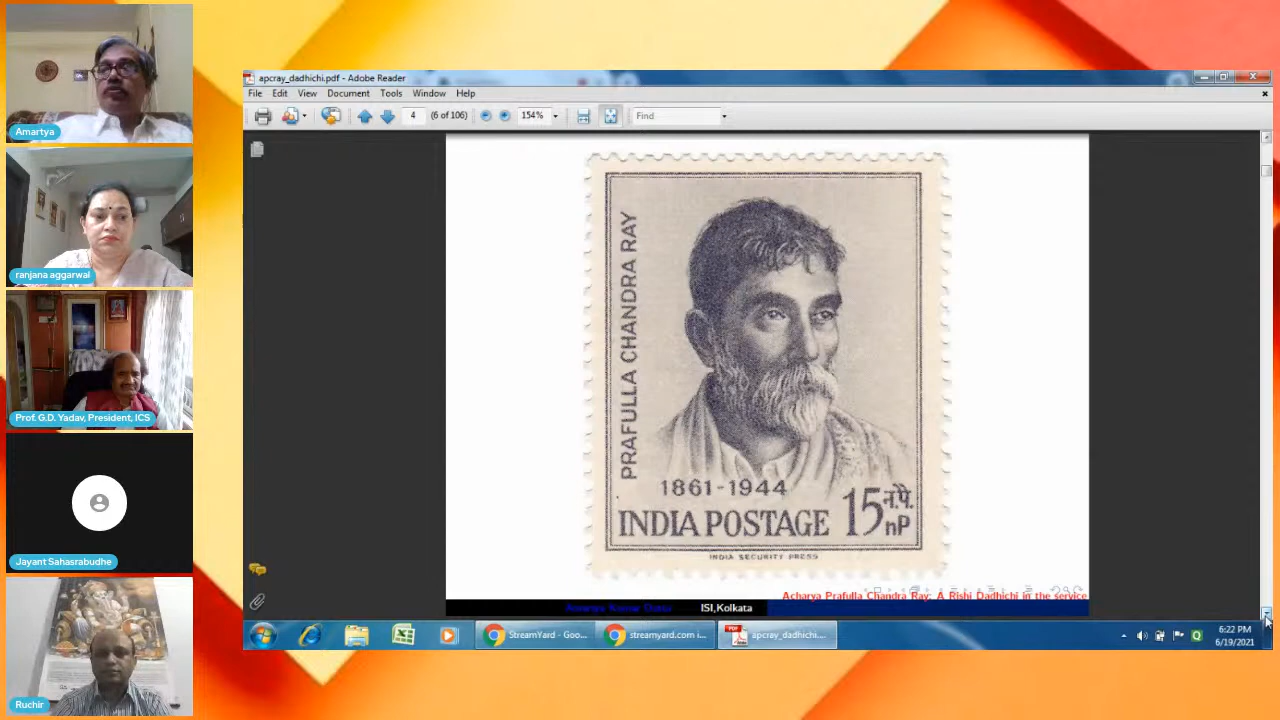 Amartya
ranjana aggarwal
Prof. G.D. Yadav, President, ICS
Jayant Sahasrabudhe
Ruchir
apcray_dadhichi.pdf - Adobe Reader
File Edit View Document Tools Window Help
4 (6 of 106) 154% Find
PRAFULLA CHANDRA RAY
1861-1944
INDIA POSTAGE 15 न.पै. nP
INDIA SECURITY PRESS
Acharya Prafulla Chandra Ray: A Rishi Dadhichi in the service
Amartya Kumar Dutta ISI,Kolkata
StreamYard - Goo...
streamyard.com i...
apcray_dadhichi....
6:22 PM
6/19/2021